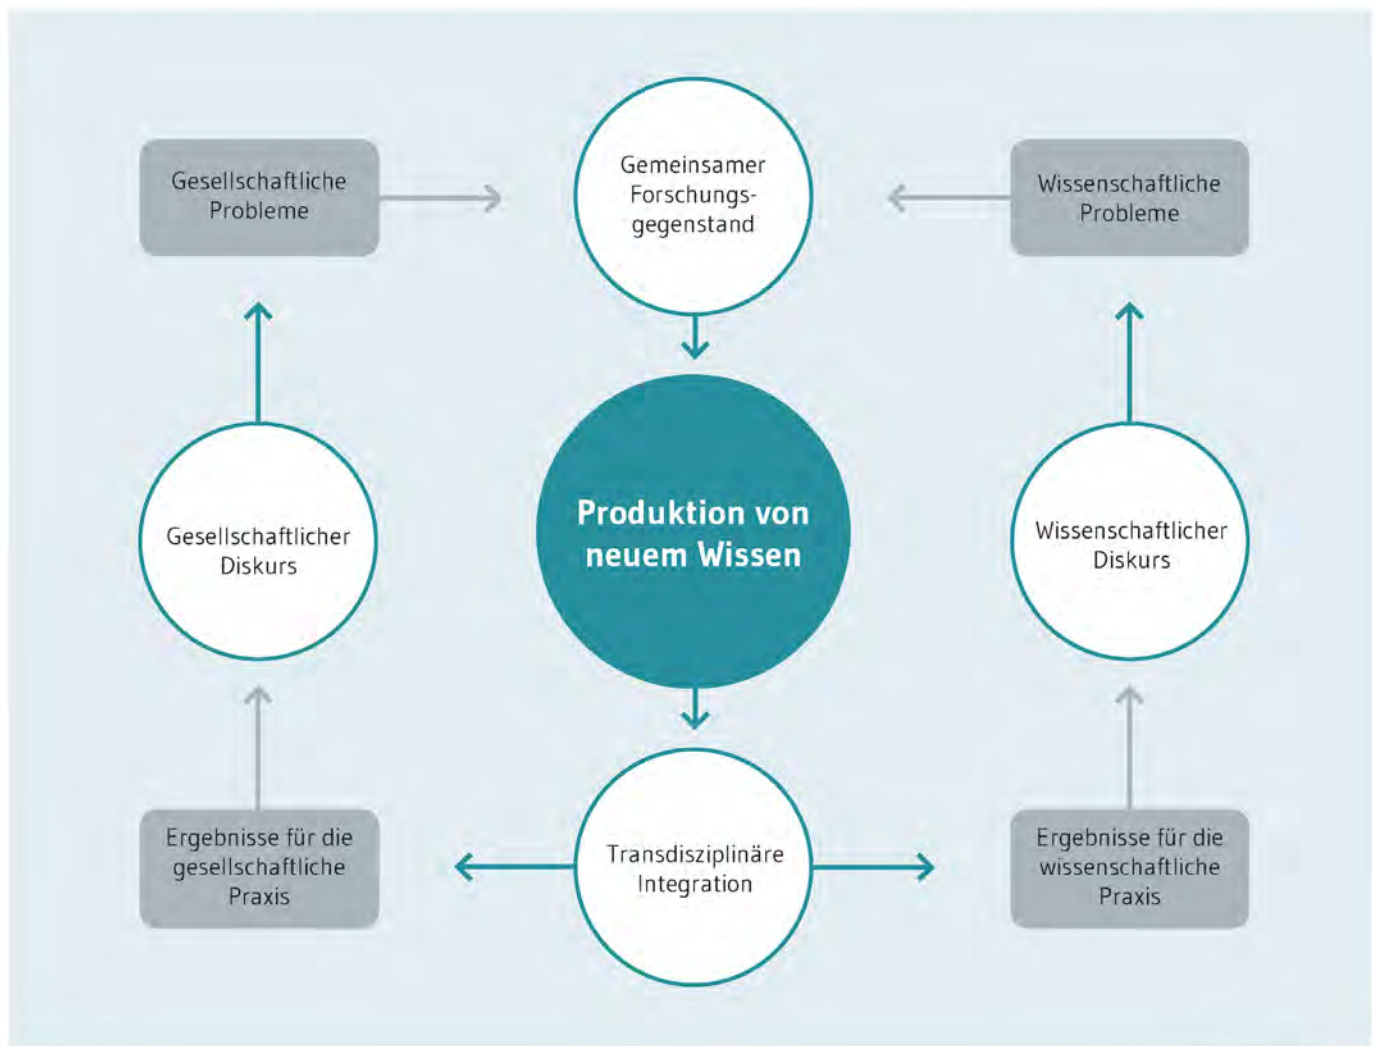 Gesellschaftliche
Probleme
Gemeinsamer
Forschungs-
gegenstand
Wissenschaftliche
Probleme
Gesellschaftlicher
Diskurs
Produktion von
neuem Wissen
Wissenschaftlicher
Diskurs
Ergebnisse für die
gesellschaftliche
Praxis
Transdisziplinäre
Integration
Ergebnisse für die
wissenschaftliche
Praxis